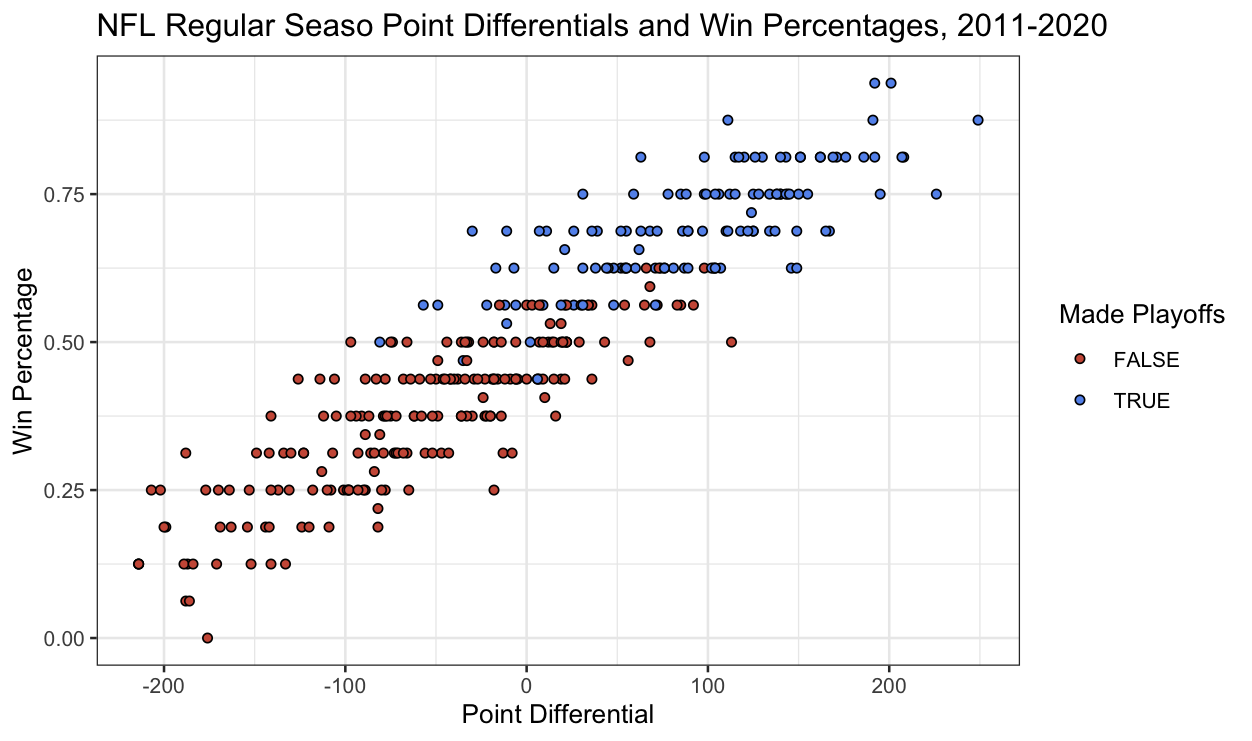 NFL Regular Seaso Point Differentials and Win Percentages, 2011-2020
Win Percentage
0.75
0.50
0.25
0.00
-200
-100
0
100
200
Point Differential
Made Playoffs
FALSE
TRUE